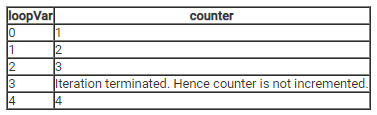 loopVar counter
0 1
1 2
2 3
3 Iteration terminated. Hence counter is not incremented.
4 4